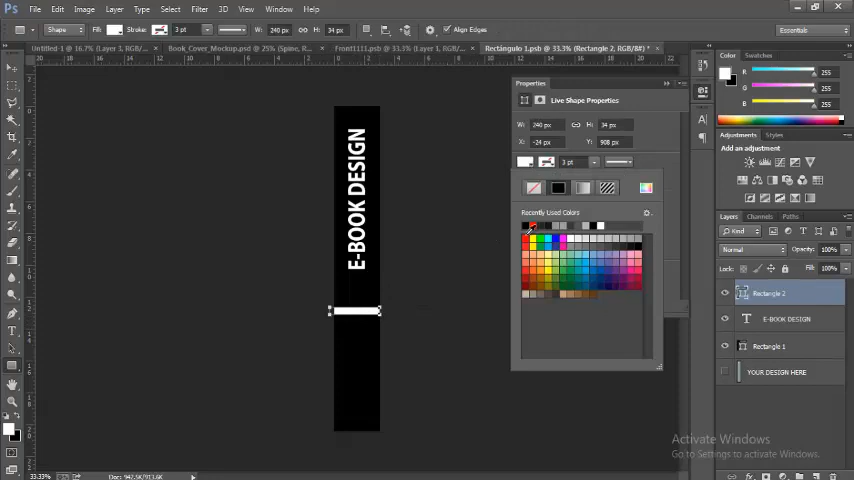 Ps File Edit Image Layer Type Select Filter 3D View Window Help
Shape Fill: Stroke: 3 pt W: 240 px H: 34 px Align Edges Essentials
Untitled-1 @ 16.7% (Layer 1, RGB/... × Book_Cover_Mockup.psd @ 25% (Spine, R... × Front1111.psb @ 33.3% (Layer 1, RGB/... × Rectángulo 1.psb @ 33.3% (Rectangle 2, RGB/8#) * ×
Properties
Live Shape Properties
W: 240 px H: 34 px
X: -24 px Y: 908 px
3 pt
Recently Used Colors
E-BOOK DESIGN
Color Swatches
R 255
G 255
B 255
Adjustments Styles
Add an adjustment
Layers Channels Paths
Kind
Normal Opacity: 100%
Lock: Fill: 100%
Rectangle 2
T E-BOOK DESIGN
Rectangle 1
YOUR DESIGN HERE
Activate Windows
Go to Settings to activate Windows.
33.33% Doc: 942.5K/913.6K